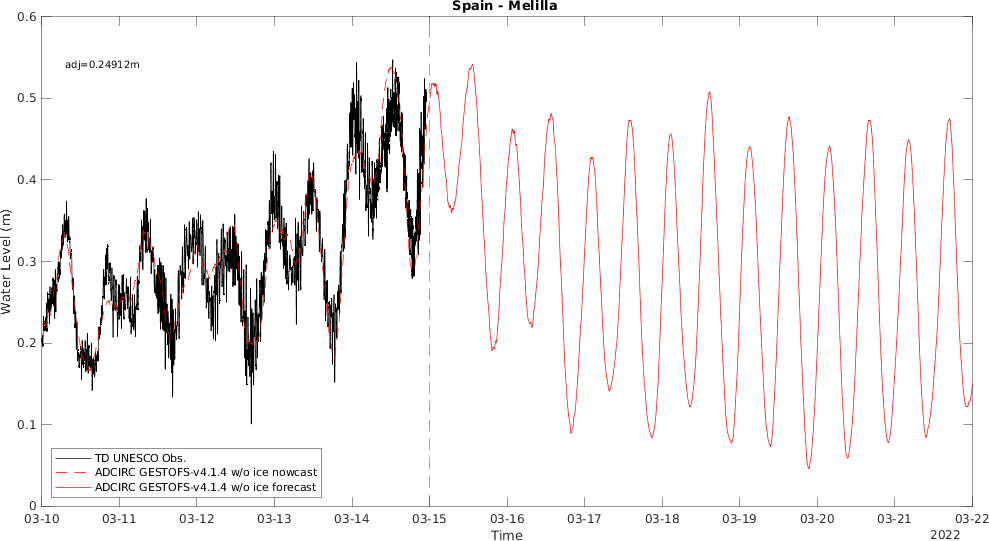 Spain - Melilla
adj=0.24912m
0.6
0.5
0.4
0.3
0.2
0.1
0
Water Level (m)
TD UNESCO Obs.
ADCIRC GESTOFS-v4.1.4 w/o ice nowcast
ADCIRC GESTOFS-v4.1.4 w/o ice forecast
03-10 03-11 03-12 03-13 03-14 03-15 03-16 03-17 03-18 03-19 03-20 03-21 03-22
Time
2022